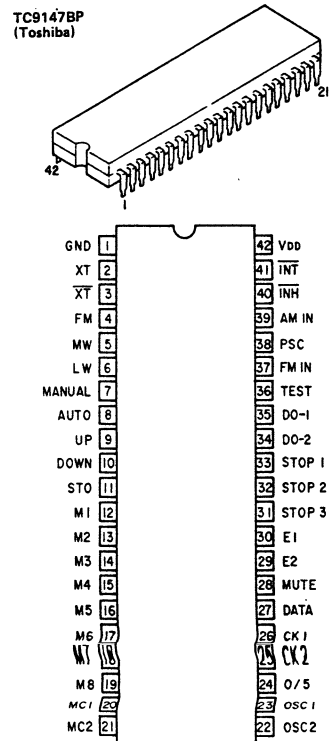 TC9147BP
(Toshiba)
21
42
1
GND 1 42 VDD
XT 2 41 INT
XT 3 40 INH
FM 4 39 AM IN
MW 5 38 PSC
LW 6 37 FM IN
MANUAL 7 36 TEST
AUTO 8 35 DO-1
UP 9 34 DO-2
DOWN 10 33 STOP 1
STO 11 32 STOP 2
M1 12 31 STOP 3
M2 13 30 E1
M3 14 29 E2
M4 15 28 MUTE
M5 16 27 DATA
M6 17 26 CK1
M7 18 25 CK2
M8 19 24 O/5
MC1 20 23 OSC1
MC2 21 22 OSC2